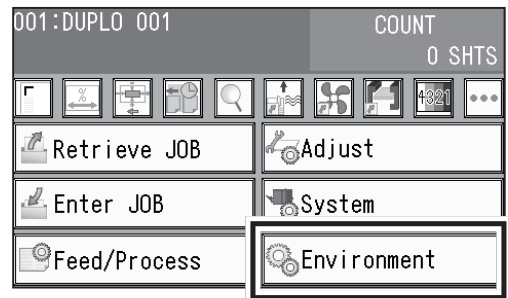 001:DUPLO 001
COUNT
0 SHTS
%
4321
Retrieve JOB
Adjust
Enter JOB
System
Feed/Process
Environment